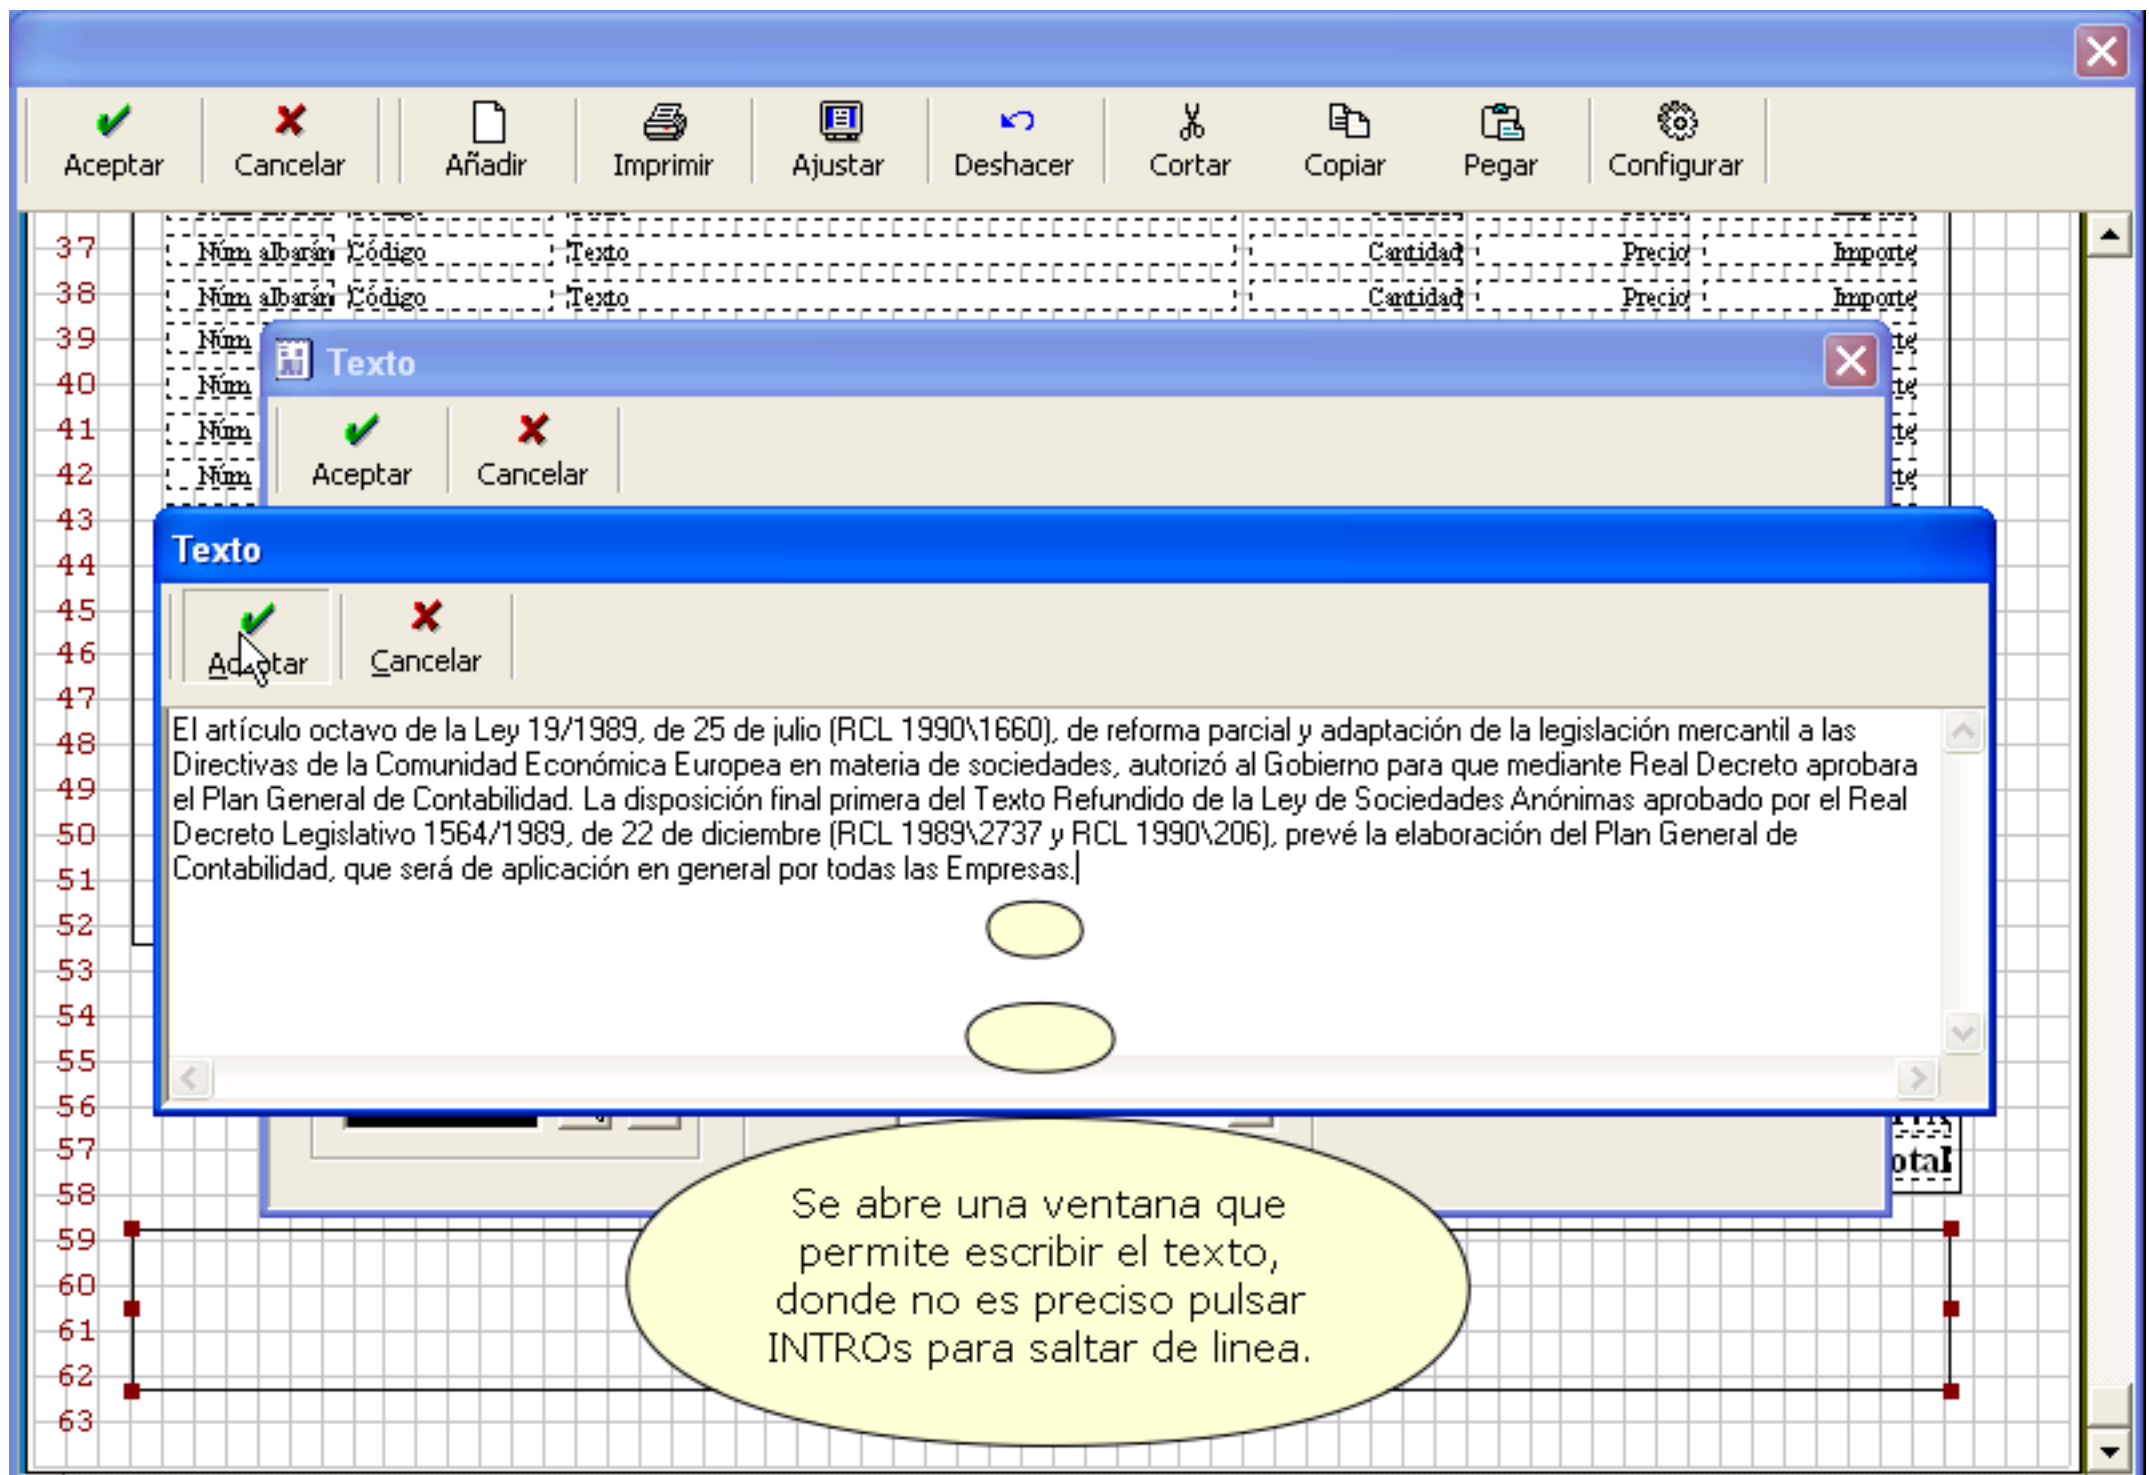 Aceptar Cancelar Añadir Imprimir Ajustar Deshacer Cortar Copiar Pegar Configurar
37 Núm albarán Código Texto Cantidad Precio Importe
38 Núm albarán Código Texto Cantidad Precio Importe
39 Núm
40 Núm
41 Núm
42 Núm
Texto
Aceptar Cancelar
43
44
45
46
47
48
49
50
51
52
53
54
55
56
57
58
59
60
61
62
63
Texto
Aceptar Cancelar
El artículo octavo de la Ley 19/1989, de 25 de julio (RCL 1990\1660), de reforma parcial y adaptación de la legislación mercantil a las
Directivas de la Comunidad Económica Europea en materia de sociedades, autorizó al Gobierno para que mediante Real Decreto aprobara
el Plan General de Contabilidad. La disposición final primera del Texto Refundido de la Ley de Sociedades Anónimas aprobado por el Real
Decreto Legislativo 1564/1989, de 22 de diciembre (RCL 1989\2737 y RCL 1990\206), prevé la elaboración del Plan General de
Contabilidad, que será de aplicación en general por todas las Empresas.
otal
Se abre una ventana que
permite escribir el texto,
donde no es preciso pulsar
INTROs para saltar de linea.